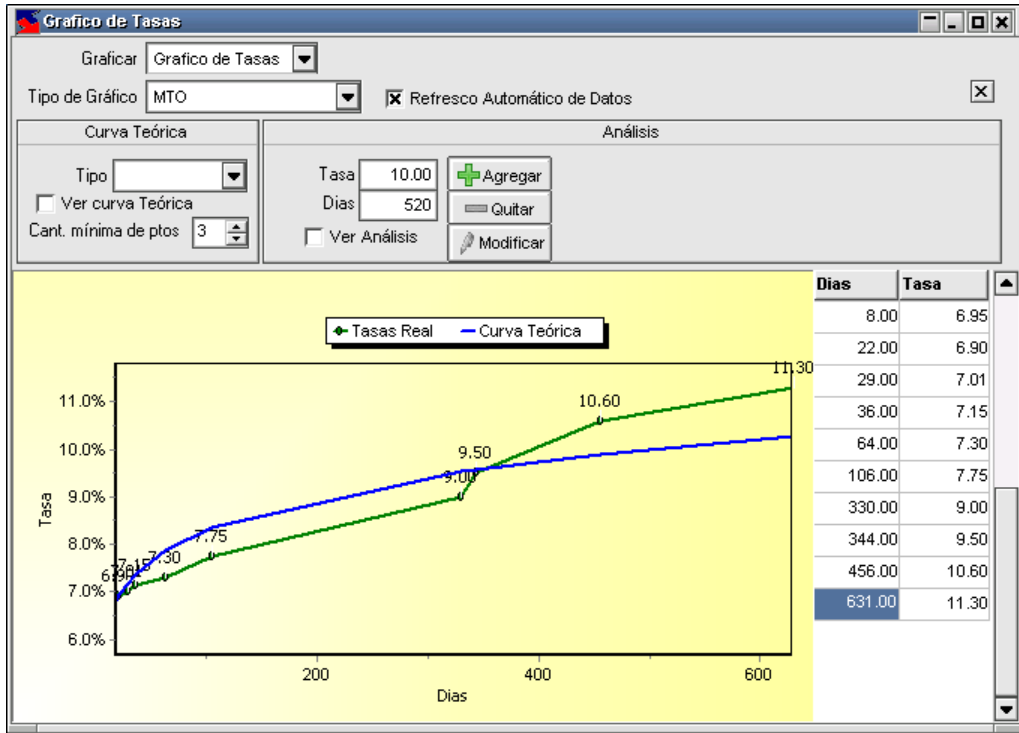 Grafico de Tasas
Graficar Grafico de Tasas
Tipo de Gráfico MTO Refresco Automático de Datos
Curva Teórica Análisis
Tipo Tasa 10.00 Agregar
Ver curva Teórica Dias 520 Quitar
Cant. mínima de ptos 3 Ver Análisis Modificar
Dias Tasa
8.00 6.95
22.00 6.90
29.00 7.01
36.00 7.15
64.00 7.30
106.00 7.75
330.00 9.00
344.00 9.50
456.00 10.60
631.00 11.30
Tasas Real Curva Teórica
11.30
10.60
9.50
9.00
7.75
7.30
7.15
6.90
11.0%
10.0%
9.0%
8.0%
7.0%
6.0%
Tasa
200 400 600
Dias